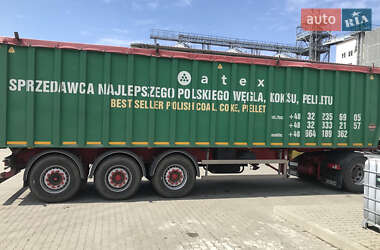 auto RIA
atex
SPRZEDAWCA NAJLEPSZEGO POLSKIEGO WĘGLA, KOKSU, PELLETU
BEST SELLER POLISH COAL, COKE, PELLET
+48 32 235 69 05
+48 32 333 21 57
+48 664 189 362